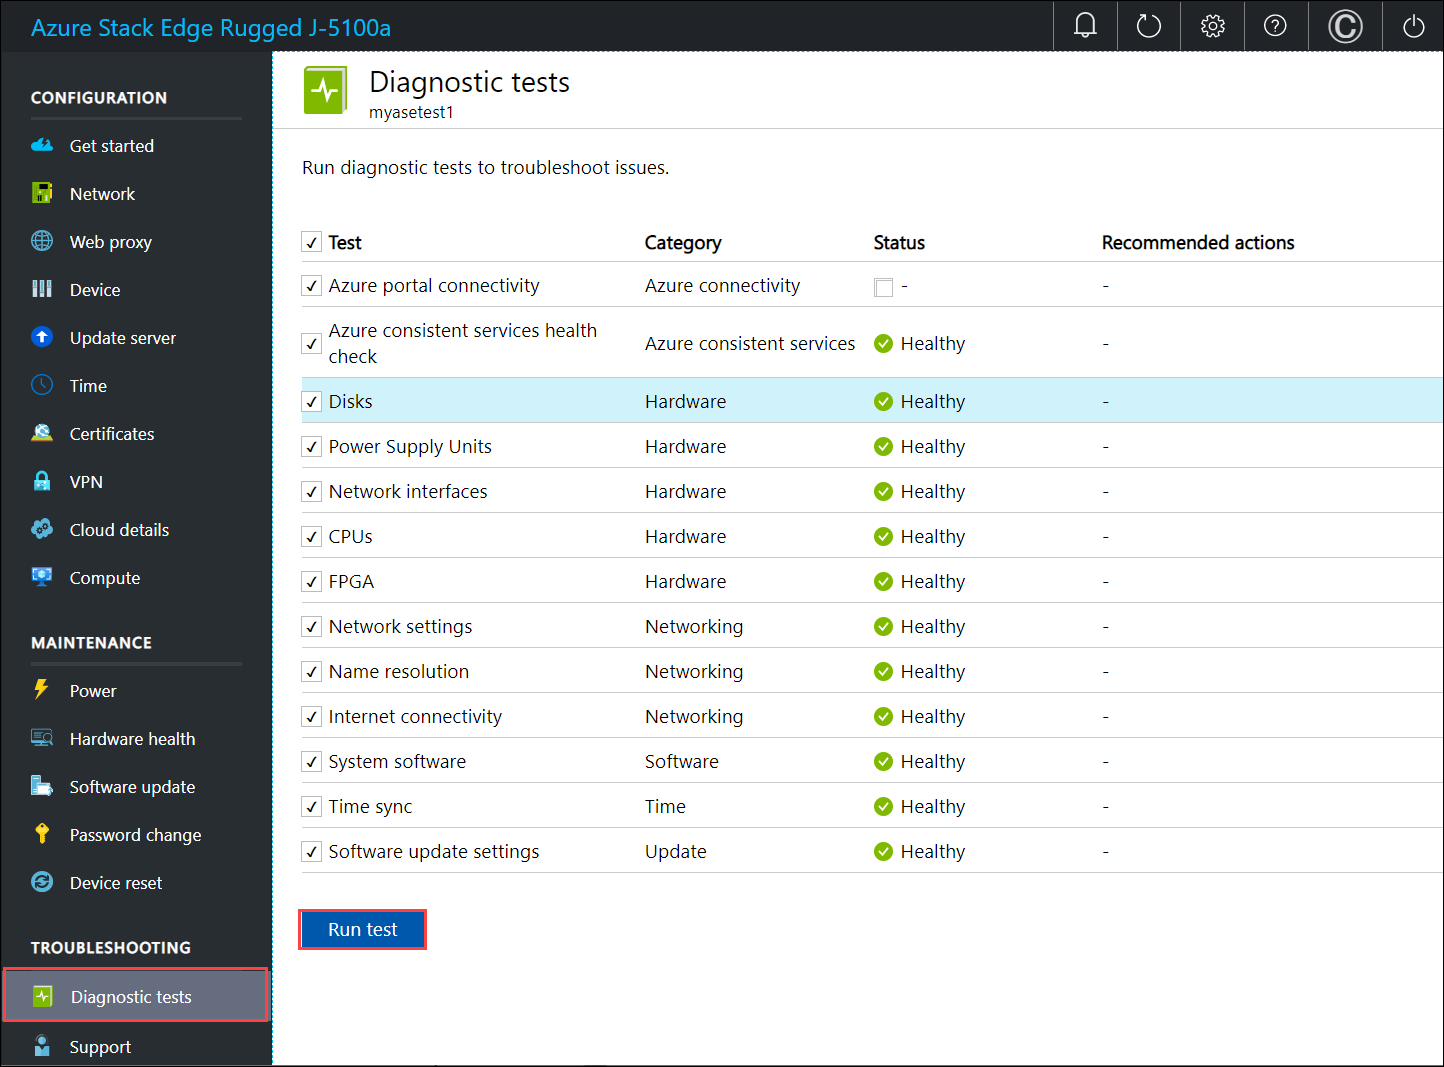 Azure Stack Edge Rugged J-5100a
CONFIGURATION
Get started
Network
Web proxy
Device
Update server
Time
Certificates
VPN
Cloud details
Compute
MAINTENANCE
Power
Hardware health
Software update
Password change
Device reset
TROUBLESHOOTING
Diagnostic tests
Support
Diagnostic tests
myasetest1
Run diagnostic tests to troubleshoot issues.
Test Category Status Recommended actions
Azure portal connectivity Azure connectivity - -
Azure consistent services health
check Azure consistent services Healthy -
Disks Hardware Healthy -
Power Supply Units Hardware Healthy -
Network interfaces Hardware Healthy -
CPUs Hardware Healthy -
FPGA Hardware Healthy -
Network settings Networking Healthy -
Name resolution Networking Healthy -
Internet connectivity Networking Healthy -
System software Software Healthy -
Time sync Time Healthy -
Software update settings Update Healthy -
Run test